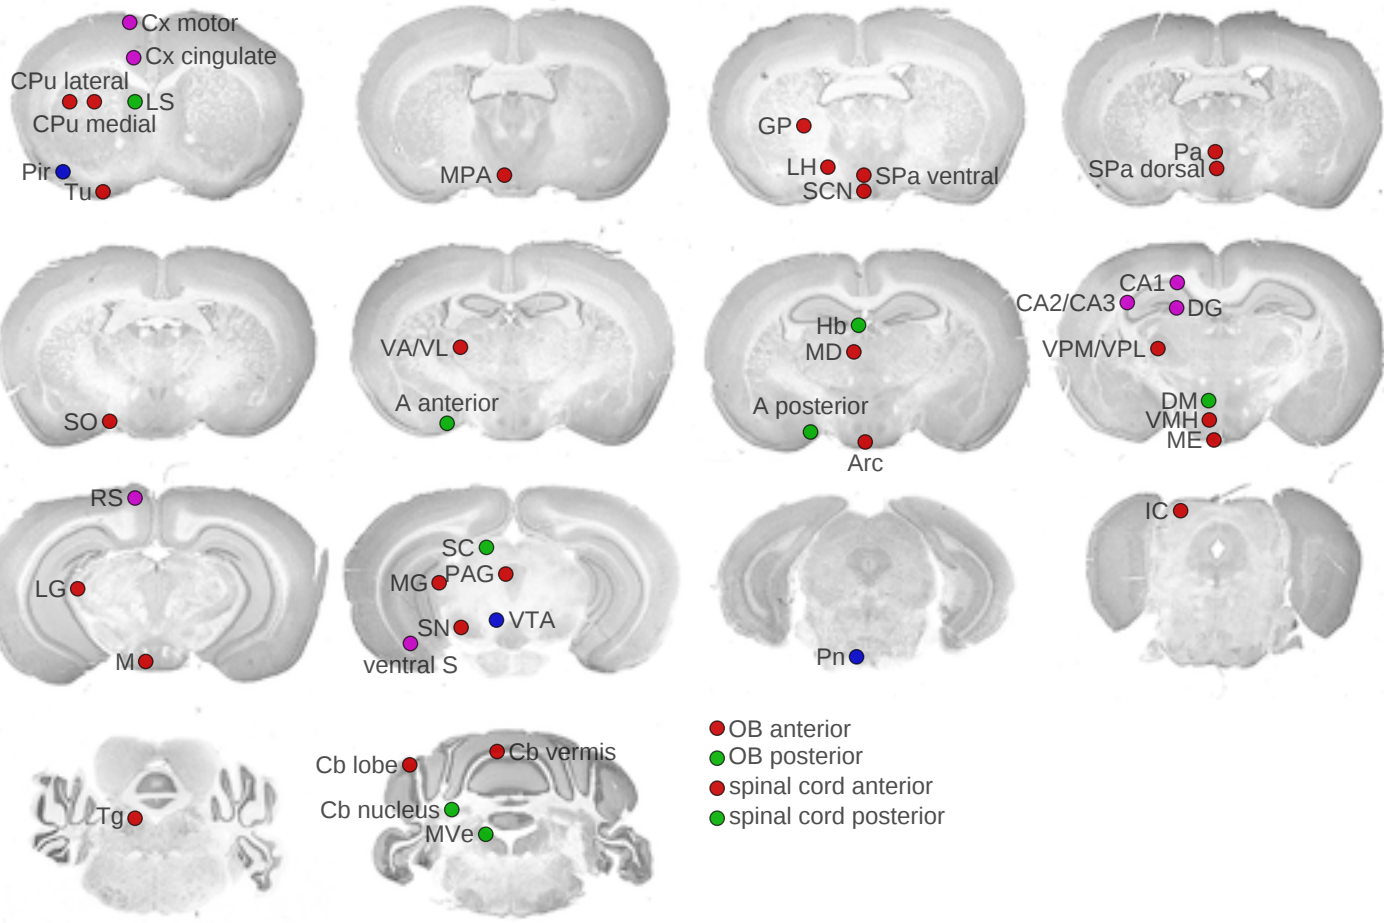 Cx motor
Cx cingulate
CPu lateral
LS
CPu medial
Pir
Tu
MPA
GP
LH
SPa ventral
SCN
Pa
SPa dorsal
SO
VA/VL
A anterior
Hb
MD
A posterior
Arc
CA1
CA2/CA3
DG
VPM/VPL
DM
VMH
ME
RS
LG
M
SC
MG
PAG
SN
VTA
ventral S
Pn
IC
Tg
Cb lobe
Cb vermis
Cb nucleus
MVe
OB anterior
OB posterior
spinal cord anterior
spinal cord posterior